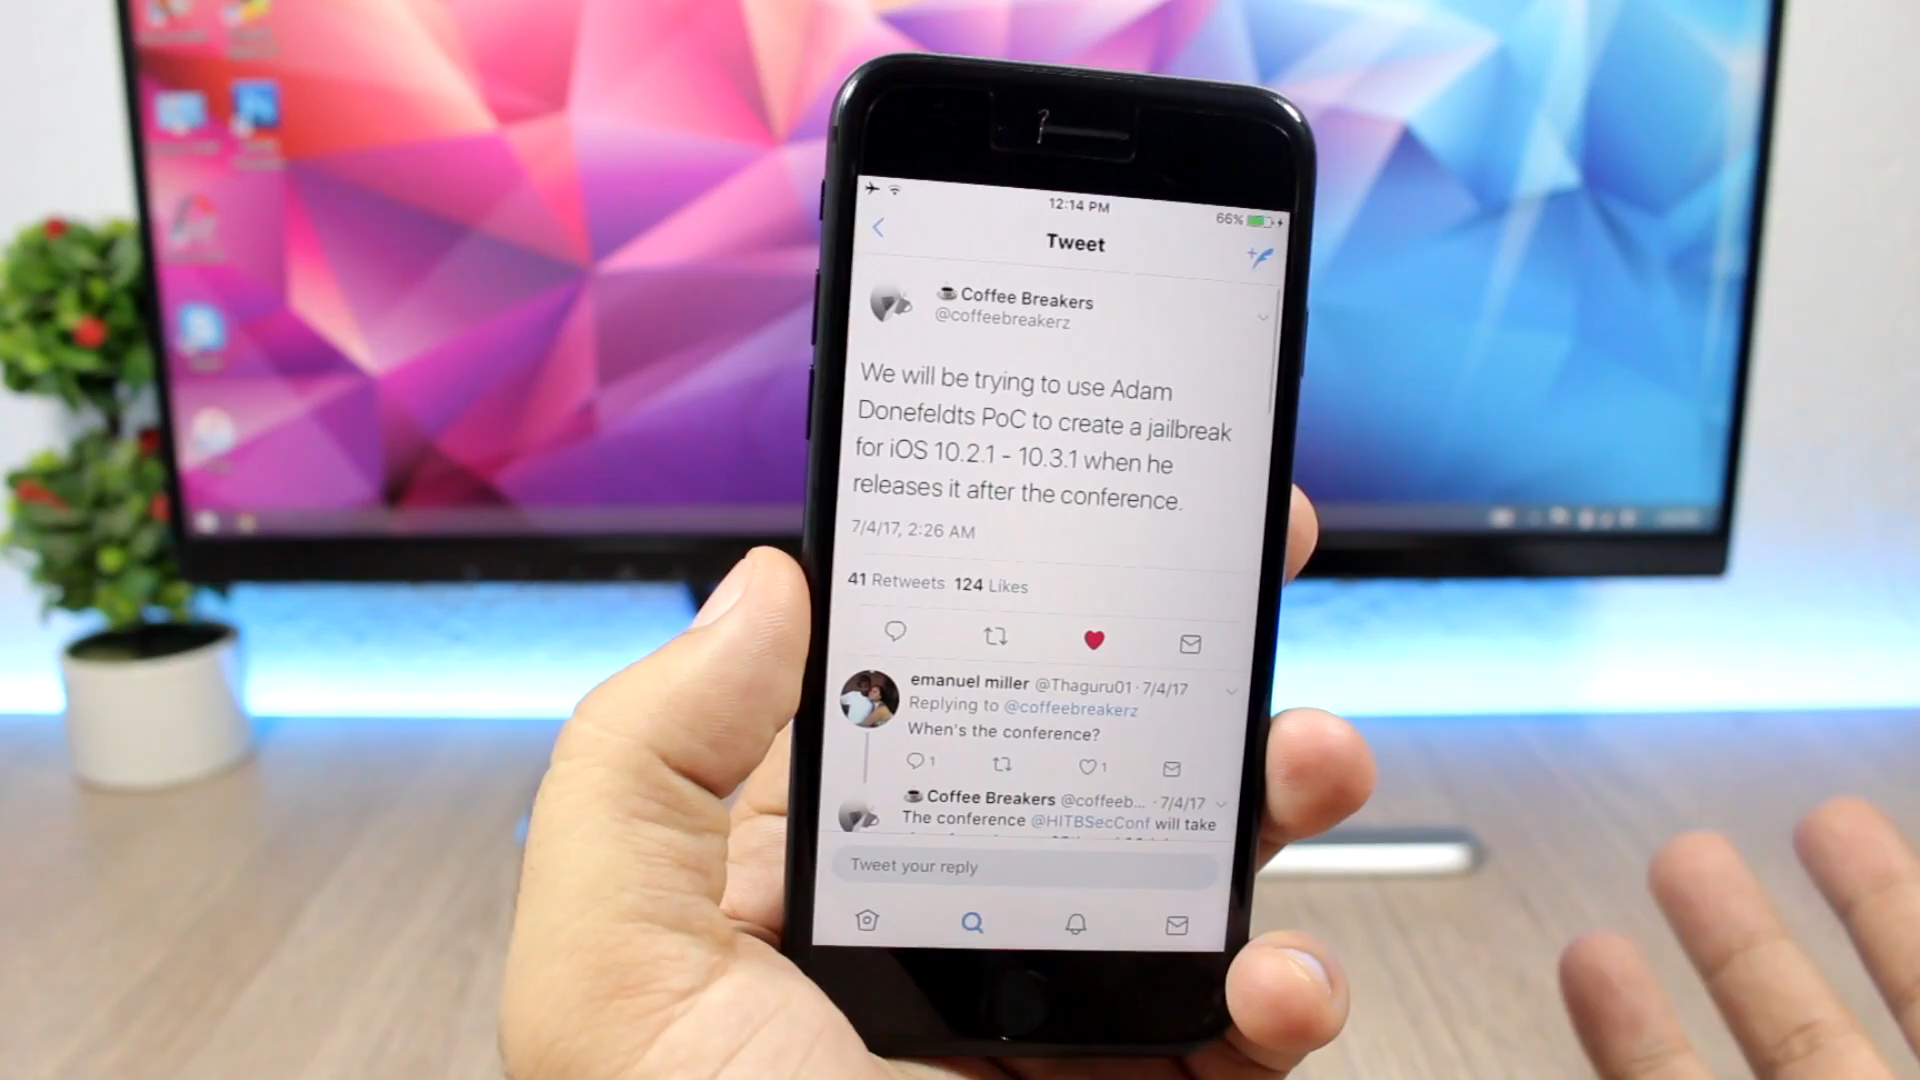 12:14 PM
66%
Tweet
Coffee Breakers
@coffeebreakerz
We will be trying to use Adam
Donefeldts PoC to create a jailbreak
for iOS 10.2.1 - 10.3.1 when he
releases it after the conference.
7/4/17, 2:26 AM
41 Retweets 124 Likes
emanuel miller @Thaguru01 · 7/4/17
Replying to @coffeebreakerz
When's the conference?
1 1
Coffee Breakers @coffeeb... · 7/4/17
The conference @HITBSecConf will take
Tweet your reply